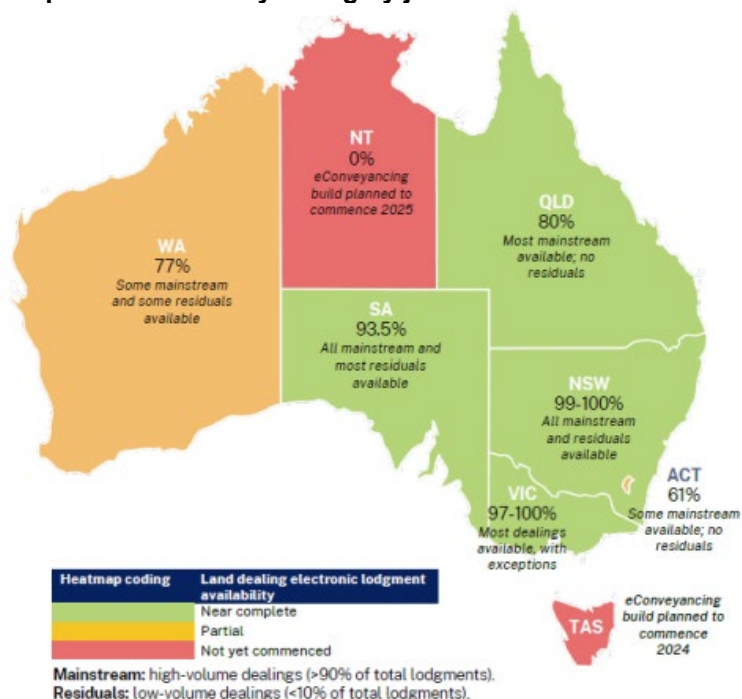 NT
0%
eConveyancing
build planned to
commence 2025
QLD
80%
Most mainstream
available; no
residuals
WA
77%
Some mainstream
and some residuals
available
SA
93.5%
All mainstream and
most residuals
available
NSW
99-100%
All mainstream
and residuals
available
ACT
61%
Some mainstream
available; no
residuals
VIC
97-100%
Most dealings
available, with
exceptions
Heatmap coding
Land dealing electronic lodgment
availability
Near complete
Partial
Not yet commenced
TAS
eConveyancing
build planned to
commence
2024
Mainstream: high-volume dealings (>90% of total lodgments).
Residuals: low-volume dealings (<10% of total lodgments).